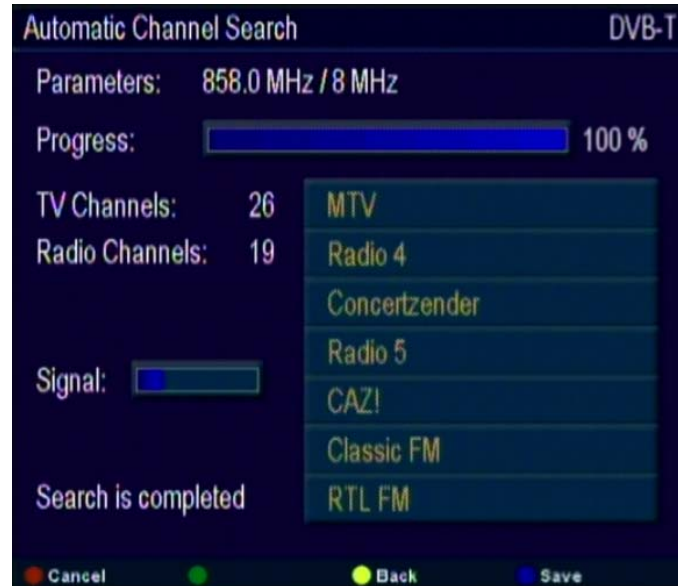 Automatic Channel Search DVB-T
Parameters: 858.0 MHz / 8 MHz
Progress: 100 %
TV Channels: 26
Radio Channels: 19
MTV
Radio 4
Concertzender
Radio 5
CAZ!
Classic FM
RTL FM
Signal:
Search is completed
Cancel Back Save